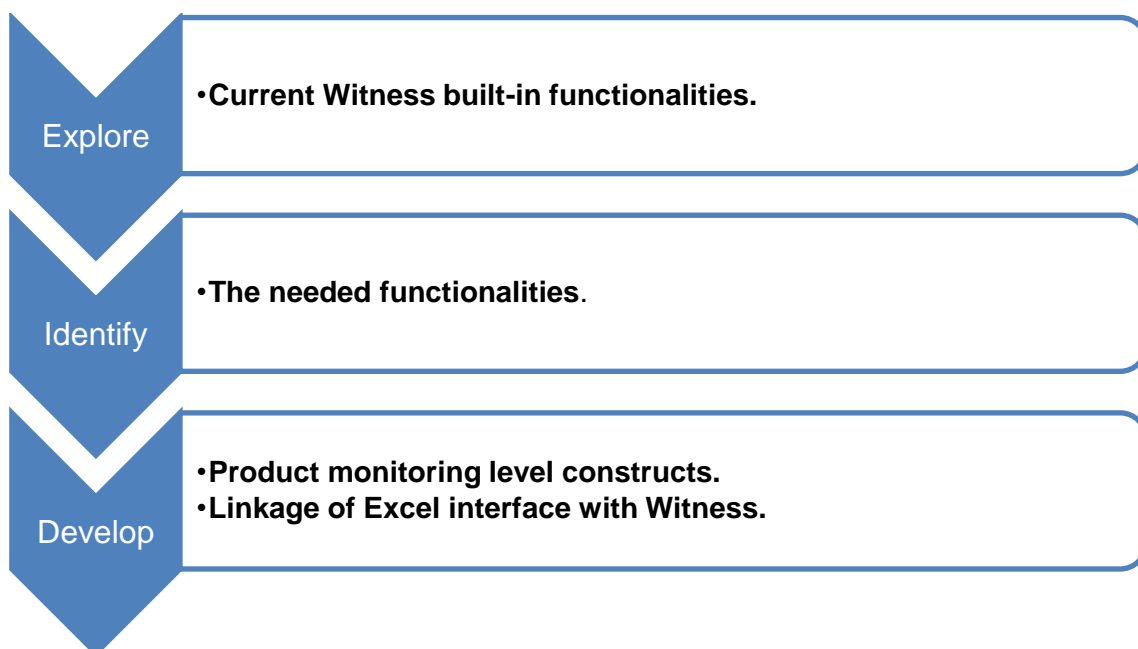 Explore
•Current Witness built-in functionalities.
Identify
•The needed functionalities.
Develop
•Product monitoring level constructs.
•Linkage of Excel interface with Witness.